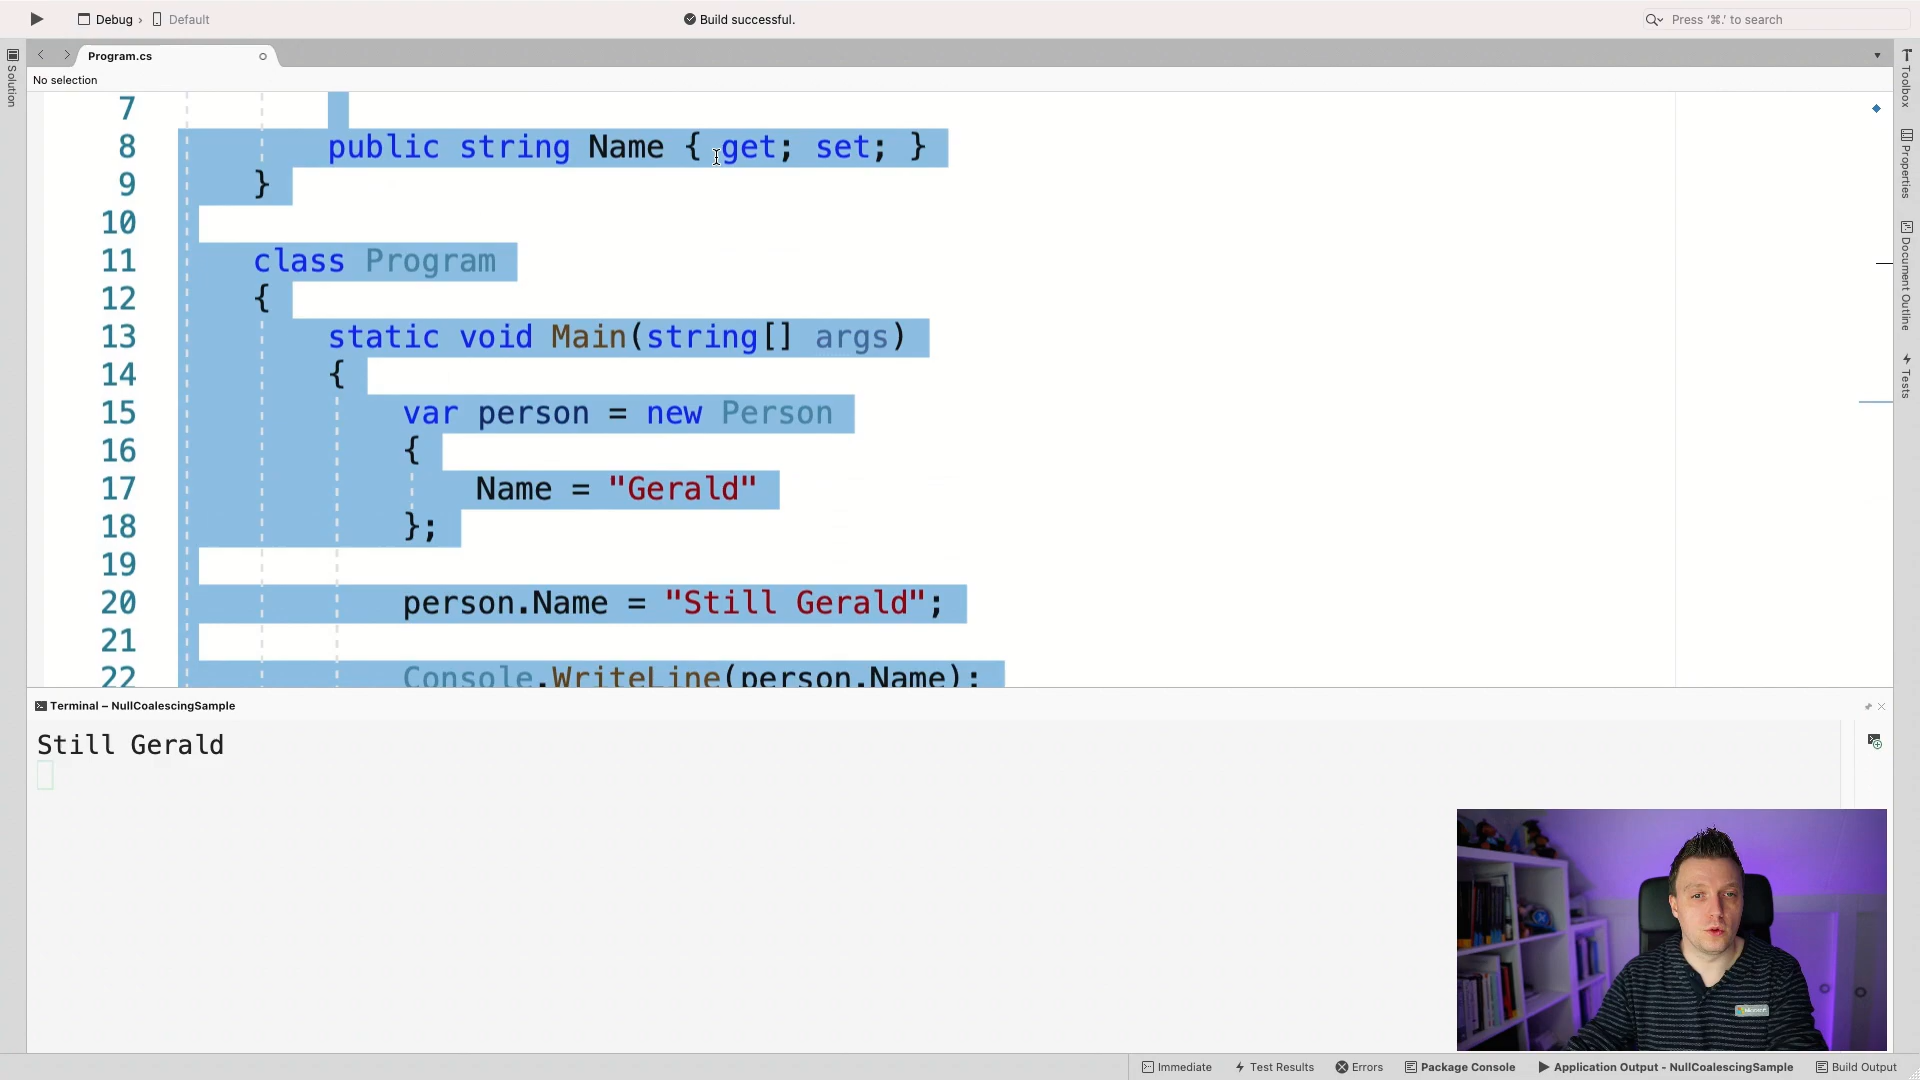 Debug › Default
Build successful.
Press '⌘.' to search
Program.cs
No selection
Solution
Toolbox
Properties
Document Outline
Tests
7
8 public string Name { get; set; }
9 }
10
11 class Program
12 {
13 static void Main(string[] args)
14 {
15 var person = new Person
16 {
17 Name = "Gerald"
18 };
19
20 person.Name = "Still Gerald";
21
22 Console.WriteLine(person.Name);
Terminal – NullCoalescingSample
Still Gerald
Immediate
Test Results
Errors
Package Console
Application Output - NullCoalescingSample
Build Output